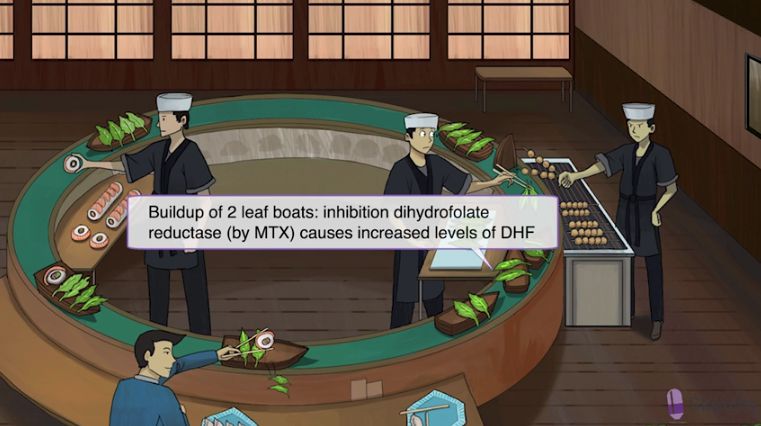 Buildup of 2 leaf boats: inhibition dihydrofolate
reductase (by MTX) causes increased levels of DHF